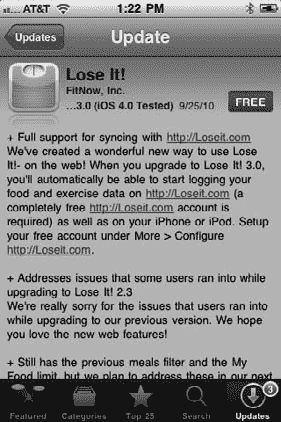 AT&T 1:22 PM
Updates Update
Lose It!
FitNow, Inc.
...3.0 (iOS 4.0 Tested) 9/25/10 FREE
+ Full support for syncing with http://Loseit.com
We've created a wonderful new way to use Lose
It!- on the web! When you upgrade to Lose It! 3.0,
you'll automatically be able to start logging your
food and exercise data on http://Loseit.com (a
completely free http://Loseit.com account is
required) as well as on your iPhone or iPod. Setup
your free account under More > Configure
http://Loseit.com.
+ Addresses issues that some users ran into while
upgrading to Lose It! 2.3
We're really sorry for the issues that users ran into
while upgrading to our previous version. We hope
you love the new web features!
+ Still has the previous meals filter and the My
Food limit, but we plan to address these in our next
3
Featured Categories Top 25 Search Updates